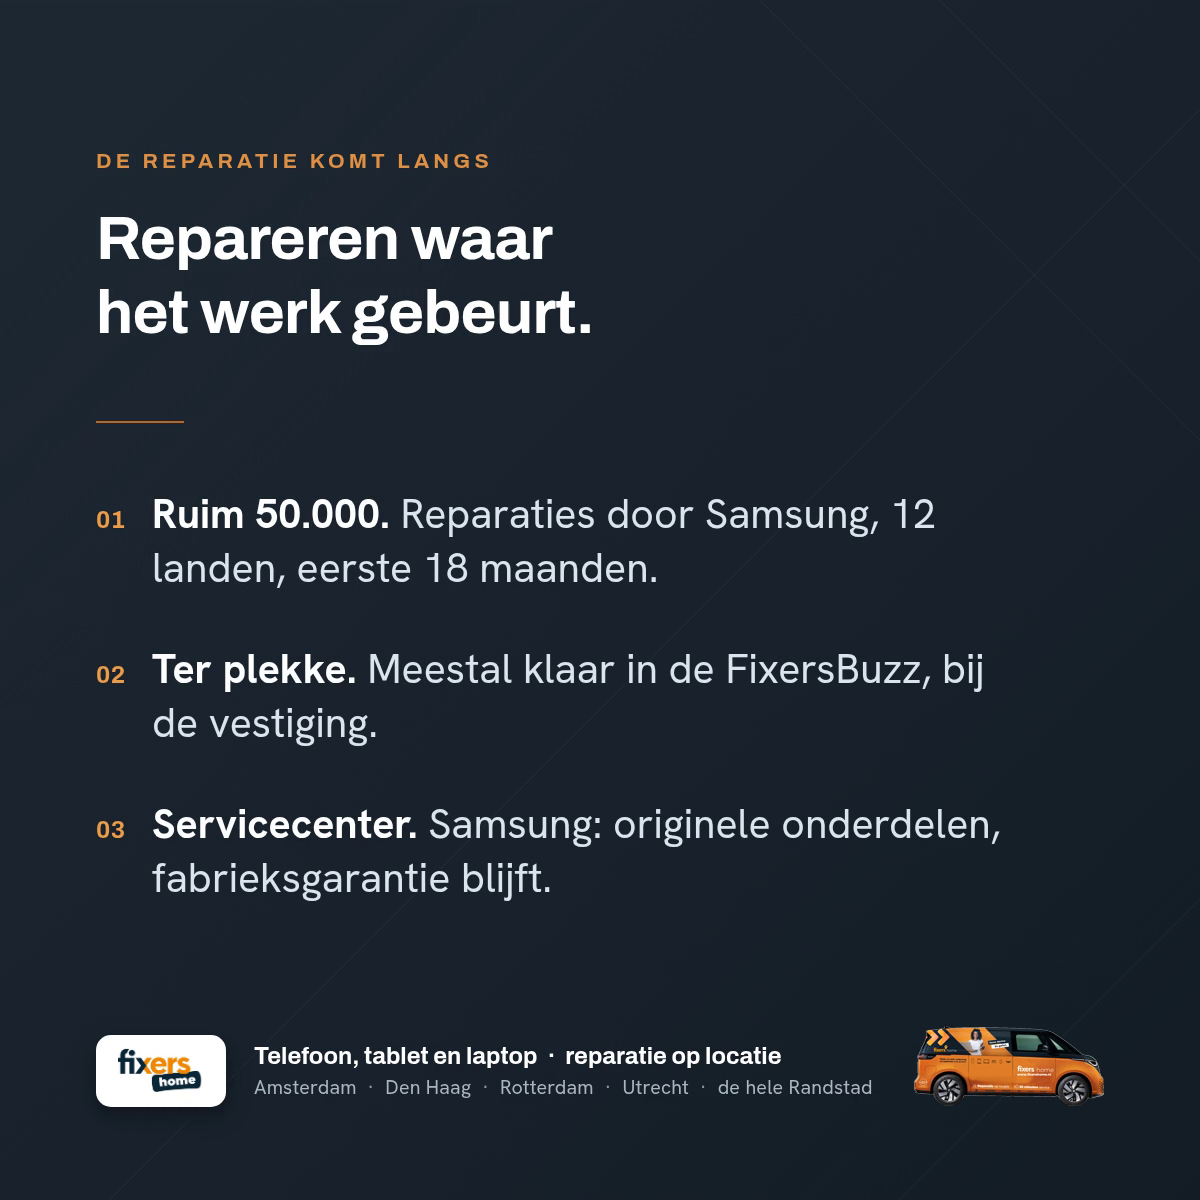 DE REPARATIE KOMT LANGS
Repareren waar
het werk gebeurt.
01 Ruim 50.000. Reparaties door Samsung, 12
landen, eerste 18 maanden.
02 Ter plekke. Meestal klaar in de FixersBuzz, bij
de vestiging.
03 Servicecenter. Samsung: originele onderdelen,
fabrieksgarantie blijft.
fixers
home
Telefoon, tablet en laptop · reparatie op locatie
Amsterdam · Den Haag · Rotterdam · Utrecht · de hele Randstad
fixers home